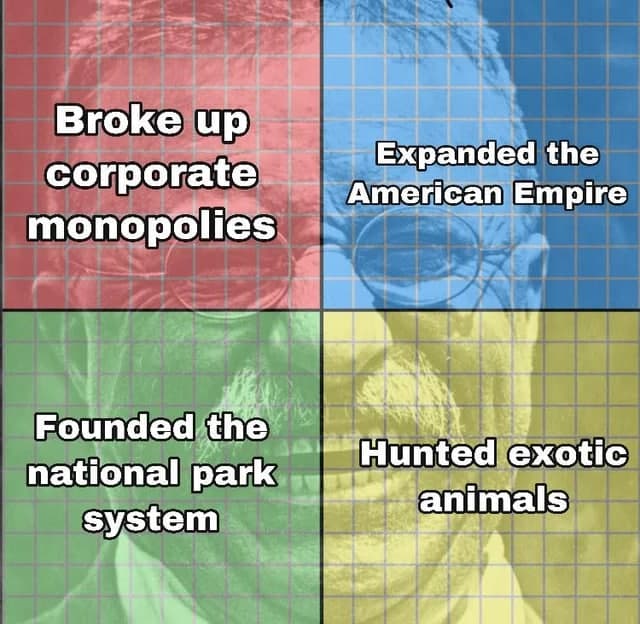 Broke up
corporate
monopolies
Expanded the
American Empire
Founded the
national park
system
Hunted exotic
animals